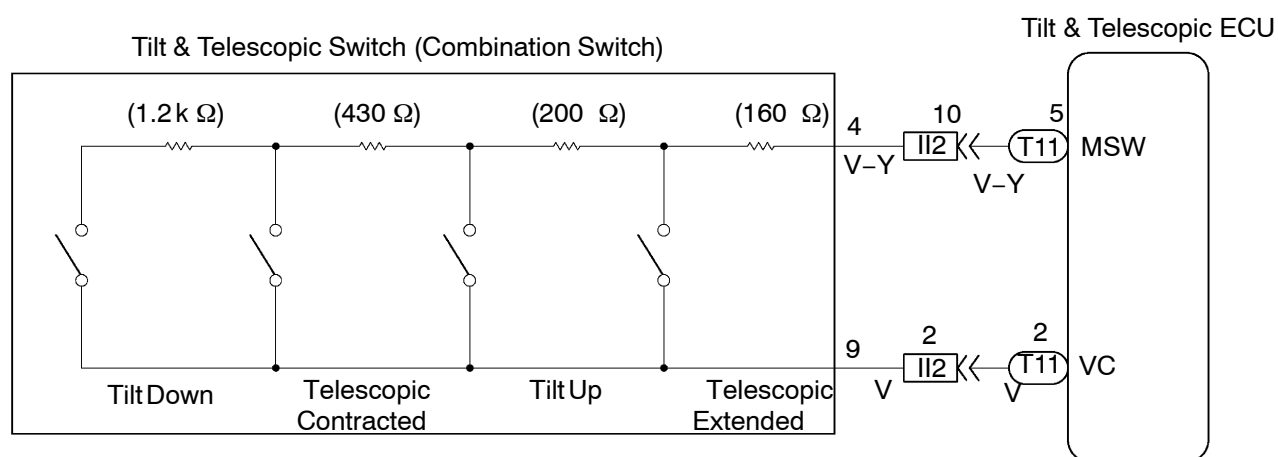 Tilt & Telescopic ECU
Tilt & Telescopic Switch (Combination Switch)
(1.2 k Ω)
(430 Ω)
(200 Ω)
(160 Ω)
4
10
5
II2
T11
MSW
V–Y
V–Y
9
2
2
II2
T11
VC
V
V
Tilt Down
Telescopic
Contracted
Tilt Up
Telescopic
Extended